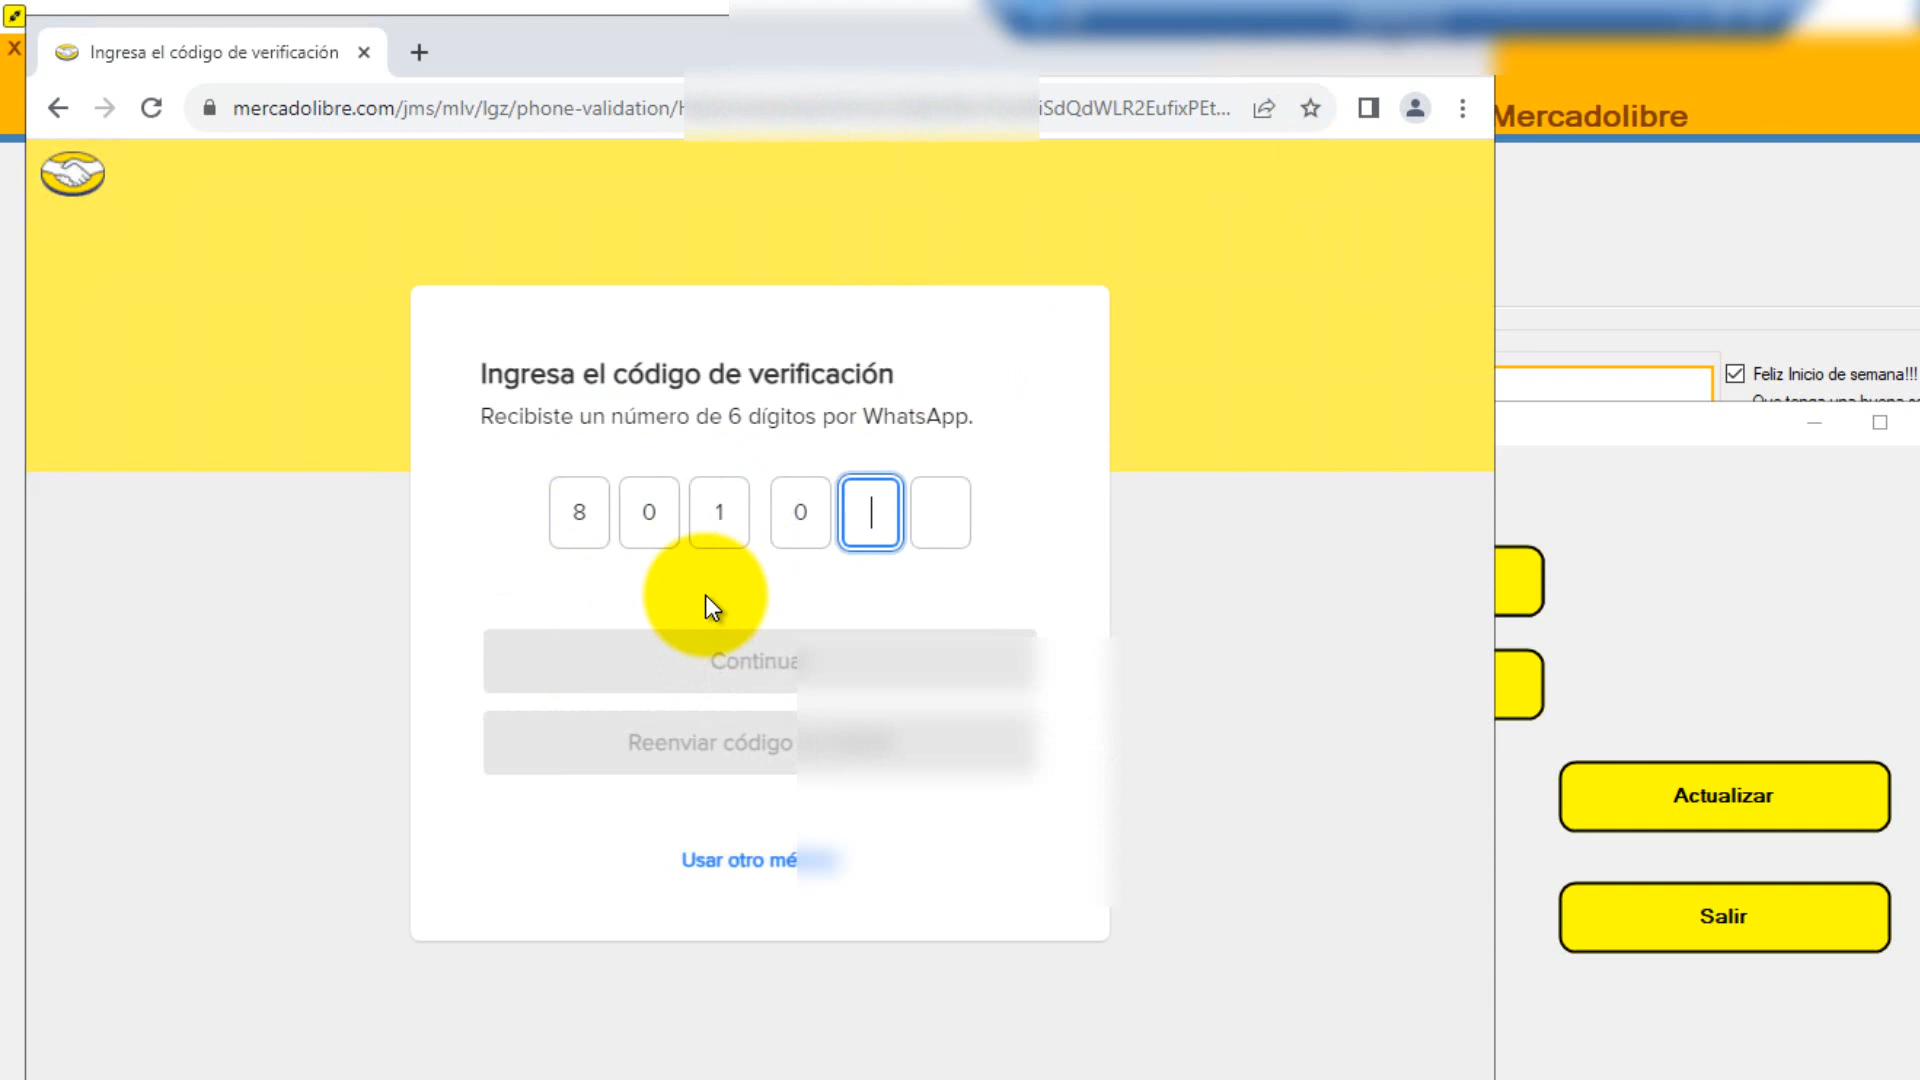 X
Ingresa el código de verificación
mercadolibre.com/jms/mlv/lgz/phone-validation/H
iSdQdWLR2EufixPEt...
Mercadolibre
Feliz Inicio de semana!!!
Ingresa el código de verificación
Recibiste un número de 6 dígitos por WhatsApp.
8 0 1 0
Continua
Reenviar código
Usar otro mé
Actualizar
Salir